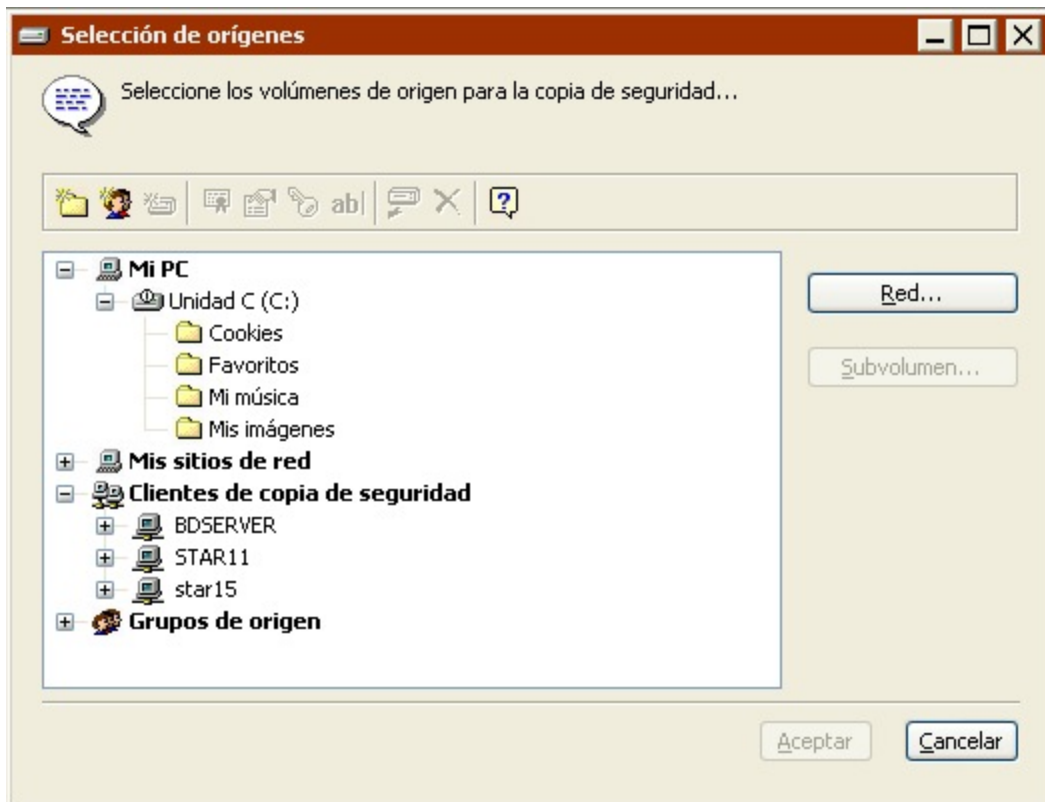 Selección de orígenes
Seleccione los volúmenes de origen para la copia de seguridad...
ab|
Mi PC
Unidad C (C:)
Cookies
Favoritos
Mi música
Mis imágenes
Mis sitios de red
Clientes de copia de seguridad
BDSERVER
STAR11
star15
Grupos de origen
Red...
Subvolumen...
Aceptar
Cancelar